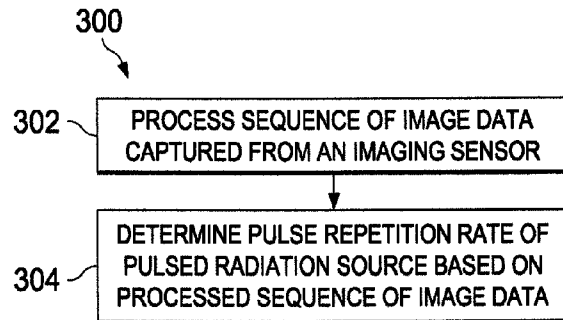 300
302
PROCESS SEQUENCE OF IMAGE DATA
CAPTURED FROM AN IMAGING SENSOR
304
DETERMINE PULSE REPETITION RATE OF
PULSED RADIATION SOURCE BASED ON
PROCESSED SEQUENCE OF IMAGE DATA